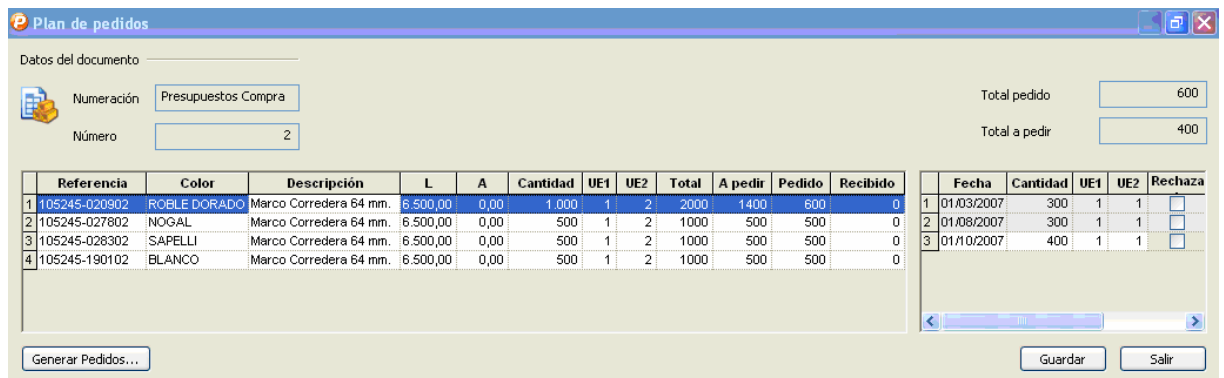 Plan de pedidos
Datos del documento
Numeración Presupuestos Compra Total pedido 600
Número 2 Total a pedir 400
Referencia Color Descripción L A Cantidad UE1 UE2 Total A pedir Pedido Recibido
1 105245-020902 ROBLE DORADO Marco Corredera 64 mm. 6.500,00 0,00 1.000 1 2 2000 1400 600 0
2 105245-027802 NOGAL Marco Corredera 64 mm. 6.500,00 0,00 500 1 2 1000 500 500 0
3 105245-028302 SAPELLI Marco Corredera 64 mm. 6.500,00 0,00 500 1 2 1000 500 500 0
4 105245-190102 BLANCO Marco Corredera 64 mm. 6.500,00 0,00 500 1 2 1000 500 500 0
Fecha Cantidad UE1 UE2 Rechaza
1 01/03/2007 300 1 1
2 01/08/2007 300 1 1
3 01/10/2007 400 1 1
Generar Pedidos... Guardar Salir